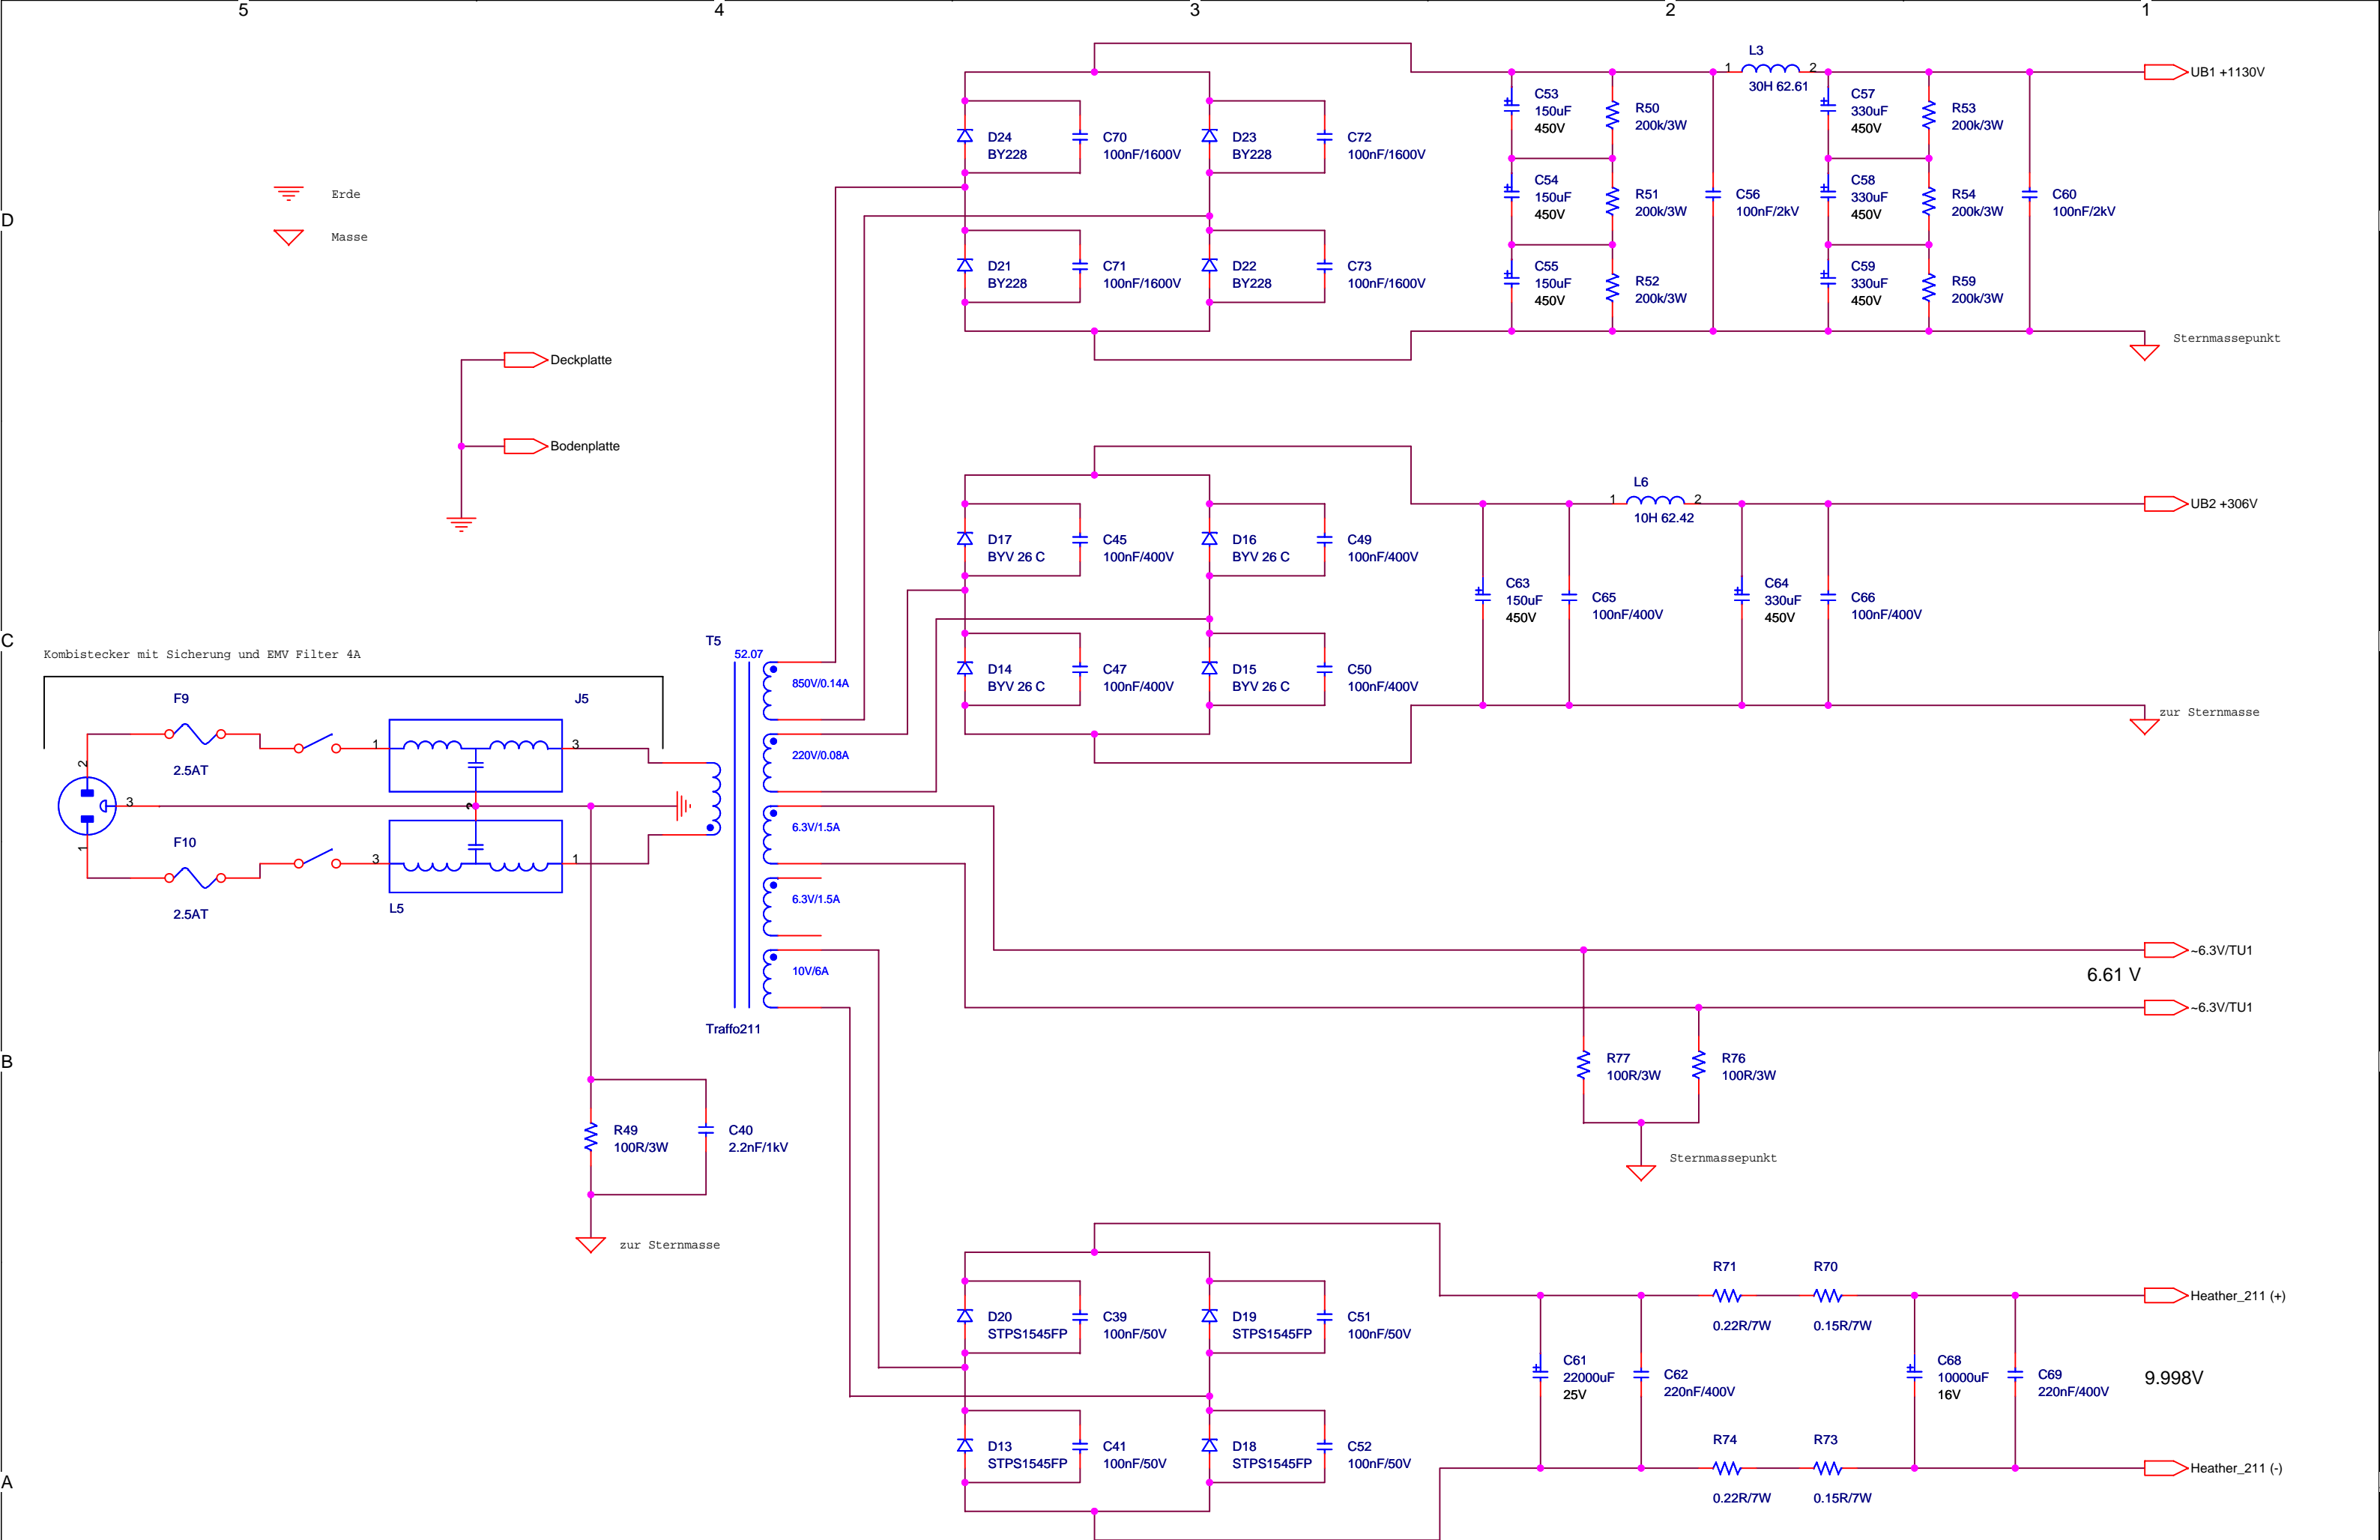 5 4 3 2 1
D
C
B
A
Erde
Masse
Deckplatte
Bodenplatte
D24
BY228
C70
100nF/1600V
D23
BY228
C72
100nF/1600V
D21
BY228
C71
100nF/1600V
D22
BY228
C73
100nF/1600V
C53
150uF
450V
R50
200k/3W
C54
150uF
450V
R51
200k/3W
C55
150uF
450V
R52
200k/3W
C56
100nF/2kV
L3
1 2
30H 62.61
C57
330uF
450V
R53
200k/3W
C58
330uF
450V
R54
200k/3W
C59
330uF
450V
R59
200k/3W
C60
100nF/2kV
UB1 +1130V
Sternmassepunkt
D17
BYV 26 C
C45
100nF/400V
D16
BYV 26 C
C49
100nF/400V
D14
BYV 26 C
C47
100nF/400V
D15
BYV 26 C
C50
100nF/400V
C63
150uF
450V
C65
100nF/400V
L6
1 2
10H 62.42
C64
330uF
450V
C66
100nF/400V
UB2 +306V
zur Sternmasse
Kombistecker mit Sicherung und EMV Filter 4A
F9
2.5AT
J5
1 3
2
3
1
2
F10
2.5AT
3 1
L5
T5
52.07
850V/0.14A
220V/0.08A
6.3V/1.5A
6.3V/1.5A
10V/6A
Traffo211
~6.3V/TU1
6.61 V
~6.3V/TU1
R77
100R/3W
R76
100R/3W
Sternmassepunkt
R49
100R/3W
C40
2.2nF/1kV
zur Sternmasse
D20
STPS1545FP
C39
100nF/50V
D19
STPS1545FP
C51
100nF/50V
D13
STPS1545FP
C41
100nF/50V
D18
STPS1545FP
C52
100nF/50V
R71
0.22R/7W
R70
0.15R/7W
C61
22000uF
25V
C62
220nF/400V
C68
10000uF
16V
C69
220nF/400V
R74
0.22R/7W
R73
0.15R/7W
Heather_211 (+)
9.998V
Heather_211 (-)